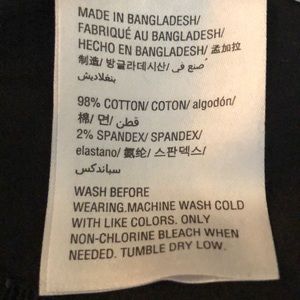 MADE IN BANGLADESH/
FABRIQUÉ AU BANGLADESH/
HECHO EN BANGLADESH/ 孟加拉
制造/ 방글라데시산/ صُنع في
بنغلاديش
98% COTTON/ COTON/ algodón/
棉/ 면/ قطن
2% SPANDEX/ SPANDEX/
elastano/ 氨纶/ 스판덱스/
سباندكس
WASH BEFORE
WEARING.MACHINE WASH COLD
WITH LIKE COLORS. ONLY
NON-CHLORINE BLEACH WHEN
NEEDED. TUMBLE DRY LOW.